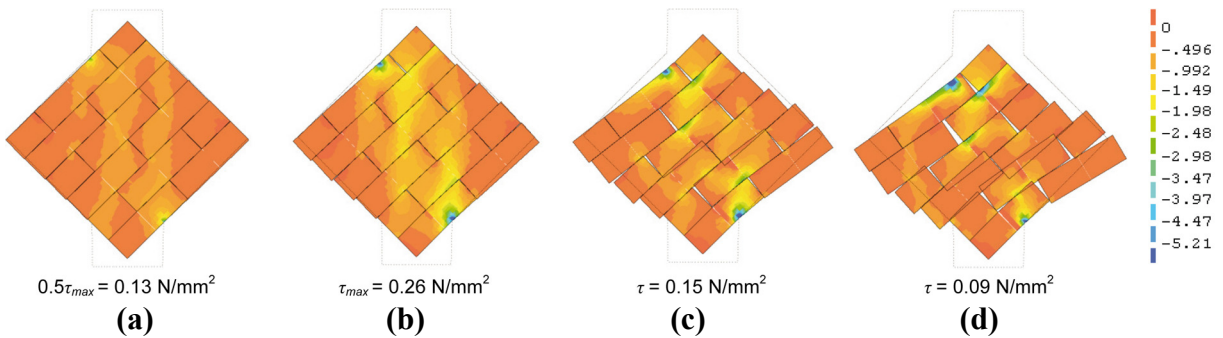 0
-.496
-.992
-1.49
-1.98
-2.48
-2.98
-3.47
-3.97
-4.47
-5.21
0.5τmax = 0.13 N/mm²
τmax = 0.26 N/mm²
τ = 0.15 N/mm²
τ = 0.09 N/mm²
(a)
(b)
(c)
(d)